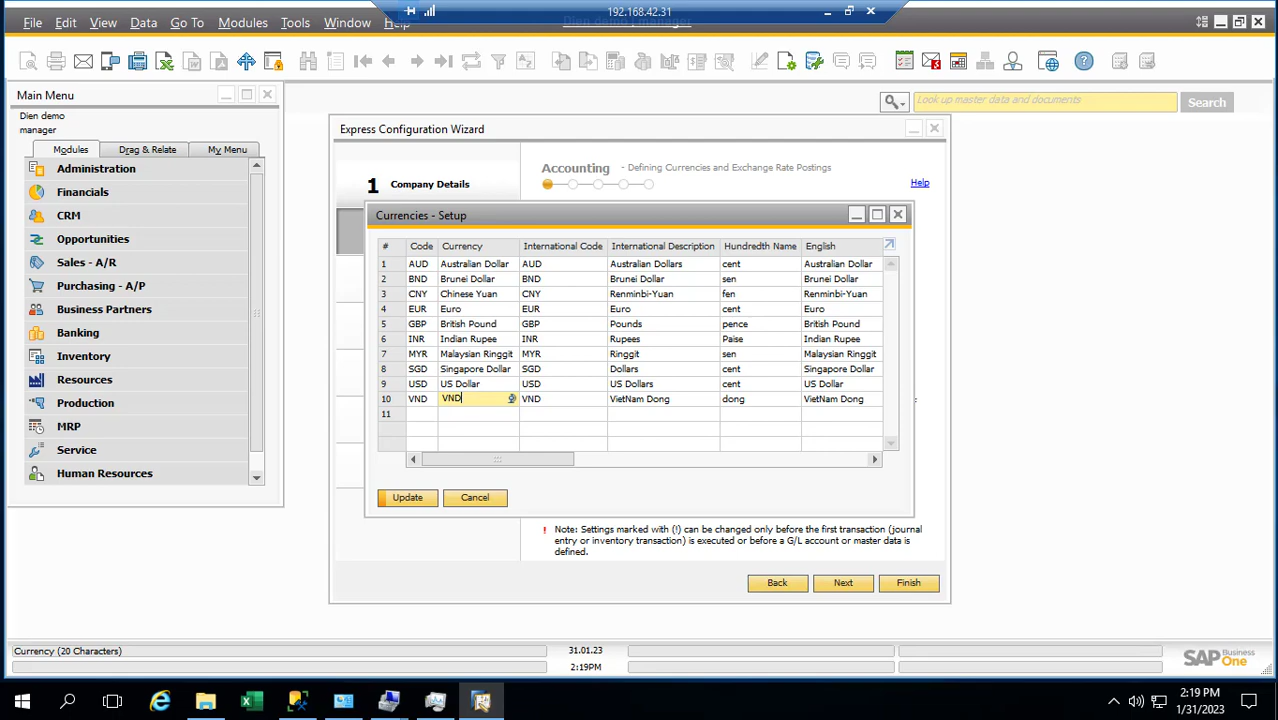 192.168.42.31
File Edit View Data Go To Modules Tools Window Help Dien demo | manager
Main Menu
Look up master data and documents Search
Dien demo
manager
Modules Drag & Relate My Menu
Administration
Financials
CRM
Opportunities
Sales - A/R
Purchasing - A/P
Business Partners
Banking
Inventory
Resources
Production
MRP
Service
Human Resources
Express Configuration Wizard
1 Company Details
Accounting - Defining Currencies and Exchange Rate Postings
Help
Currencies - Setup
# Code Currency International Code International Description Hundredth Name English
1 AUD Australian Dollar AUD Australian Dollars cent Australian Dollar
2 BND Brunei Dollar BND Brunei Dollar sen Brunei Dollar
3 CNY Chinese Yuan CNY Renminbi-Yuan fen Renminbi-Yuan
4 EUR Euro EUR Euro cent Euro
5 GBP British Pound GBP Pounds pence British Pound
6 INR Indian Rupee INR Rupees Paise Indian Rupee
7 MYR Malaysian Ringgit MYR Ringgit sen Malaysian Ringgit
8 SGD Singapore Dollar SGD Dollars cent Singapore Dollar
9 USD US Dollar USD US Dollars cent US Dollar
10 VND VND VND VietNam Dong dong VietNam Dong
11
Update Cancel
! Note: Settings marked with (!) can be changed only before the first transaction (journal
entry or inventory transaction) is executed or before a G/L account or master data is
defined.
Back Next Finish
Currency (20 Characters) 31.01.23
2:19PM
SAP Business
One
2:19 PM
1/31/2023